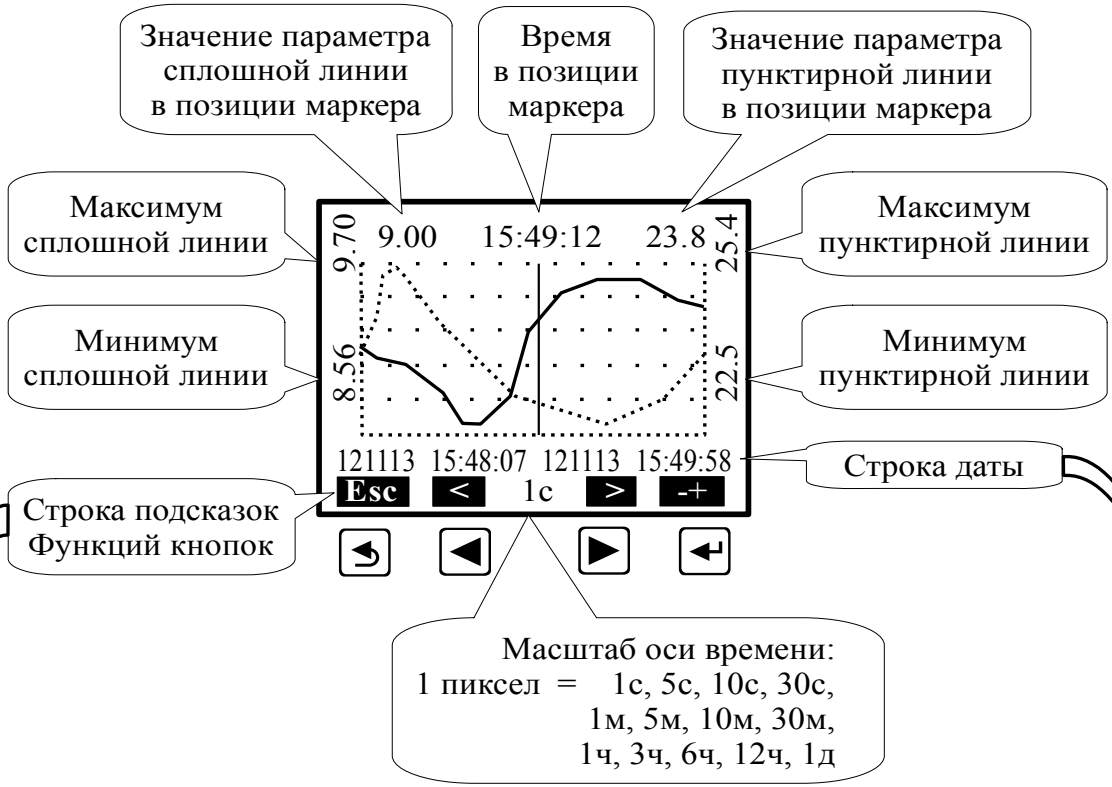 Значение параметра
сплошной линии
в позиции маркера
Время
в позиции
маркера
Значение параметра
пунктирной линии
в позиции маркера
Максимум
сплошной линии
Минимум
сплошной линии
9.70
9.00 15:49:12 23.8
25.4
8.56
22.5
Максимум
пунктирной линии
Минимум
пунктирной линии
121113 15:48:07 121113 15:49:58
Строка даты
Esc < 1с > -+
Строка подсказок
Функций кнопок
Масштаб оси времени:
1 пиксел = 1с, 5с, 10с, 30с,
1м, 5м, 10м, 30м,
1ч, 3ч, 6ч, 12ч, 1д